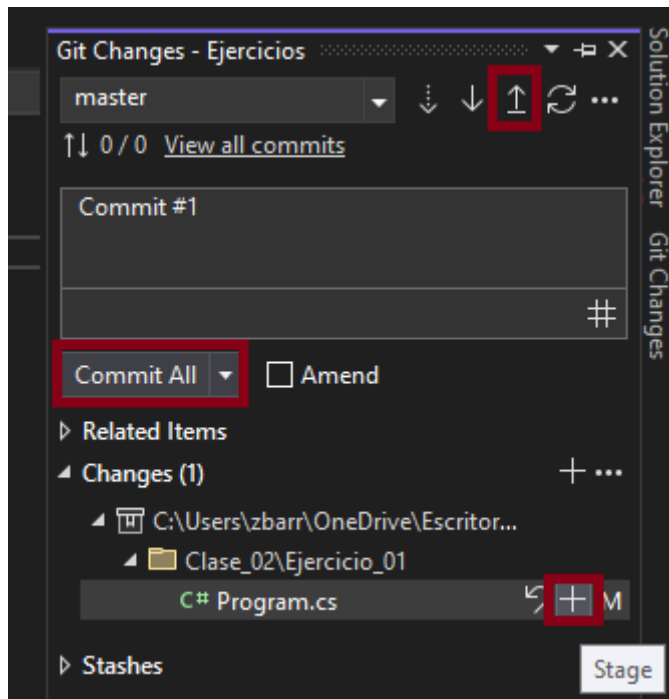 Git Changes - Ejercicios
master
0 / 0 View all commits
Commit #1
#
Commit All
Amend
Related Items
Changes (1)
C:\Users\zbarr\OneDrive\Escritor...
Clase_02\Ejercicio_01
C# Program.cs M
Stage
Stashes
Solution Explorer
Git Changes